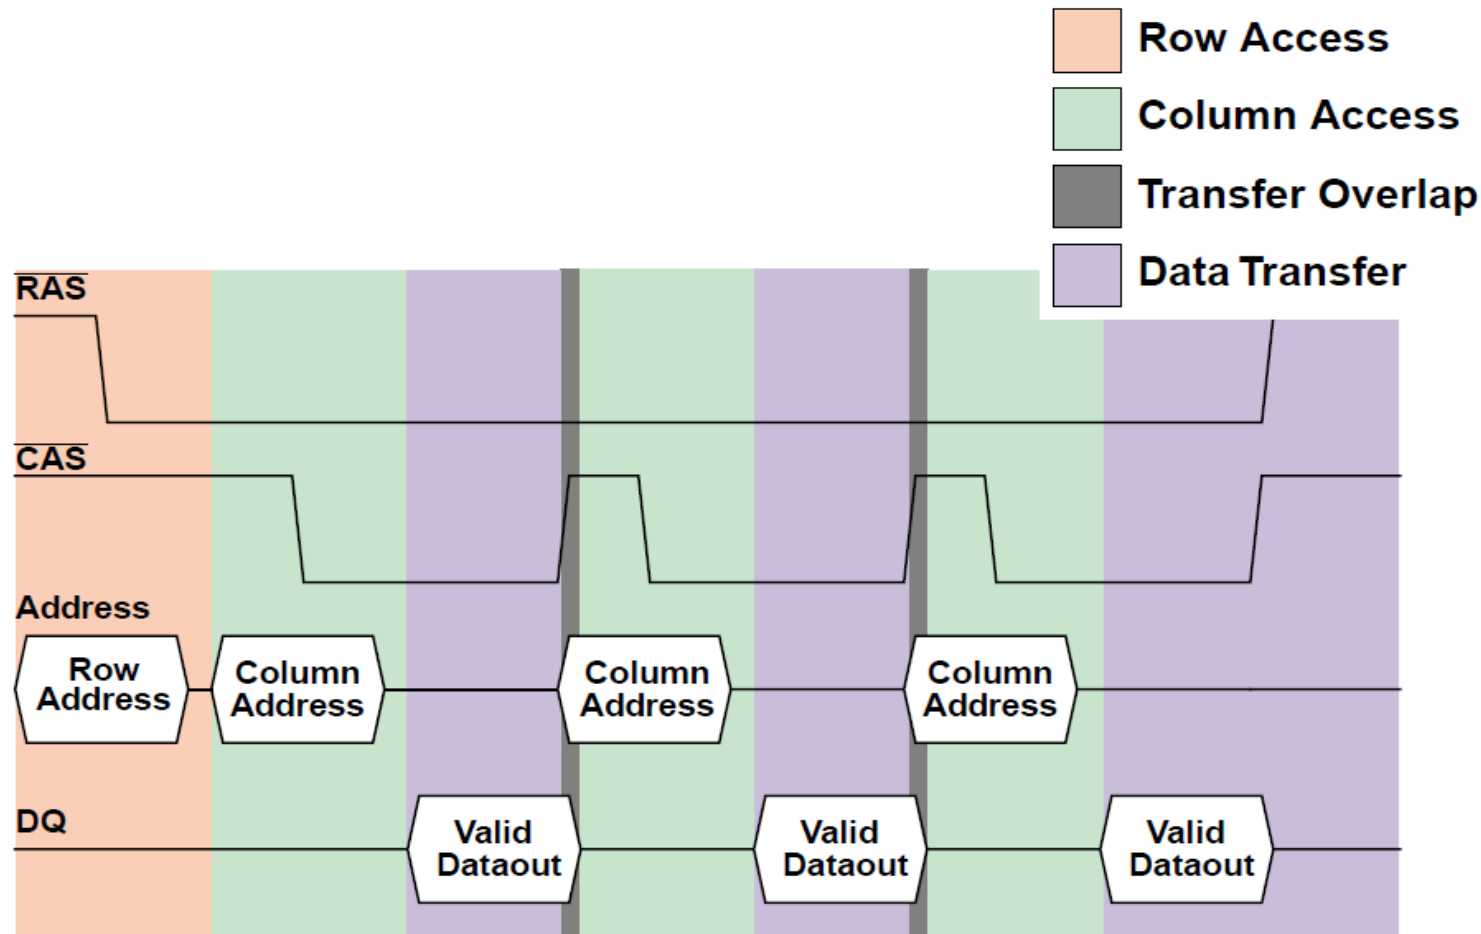 Row Access
Column Access
Transfer Overlap
Data Transfer
RAS
CAS
Address
Row
Address
Column
Address
Column
Address
Column
Address
DQ
Valid
Dataout
Valid
Dataout
Valid
Dataout